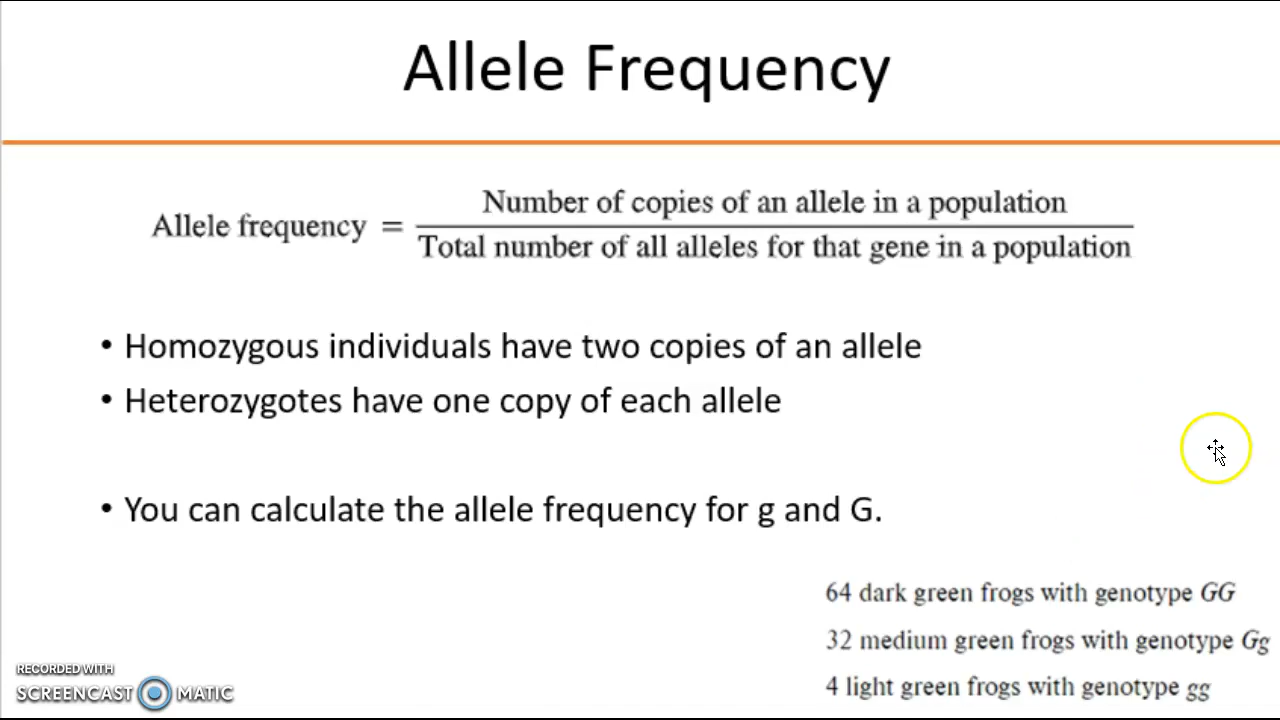 Allele Frequency
Allele frequency = Number of copies of an allele in a population
Total number of all alleles for that gene in a population
• Homozygous individuals have two copies of an allele
• Heterozygotes have one copy of each allele
• You can calculate the allele frequency for g and G.
64 dark green frogs with genotype GG
32 medium green frogs with genotype Gg
4 light green frogs with genotype gg
RECORDED WITH
SCREENCAST MATIC